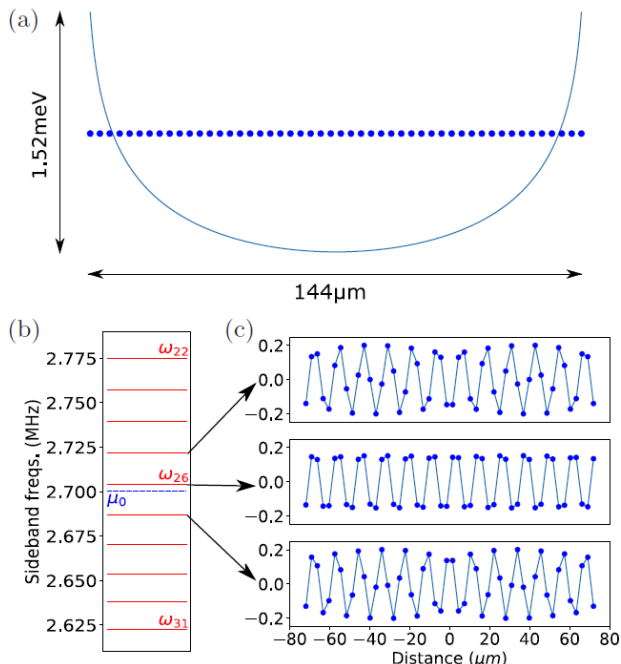 (a)
1.52meV
144µm
(b)
Sideband freqs. (MHz)
2.775
2.750
2.725
2.700
2.675
2.650
2.625
ω22
ω26
μ0
ω31
(c)
0.2
0.0
−0.2
0.2
0.0
−0.2
0.2
0.0
−0.2
−80 −60 −40 −20 0 20 40 60 80
Distance (µm)